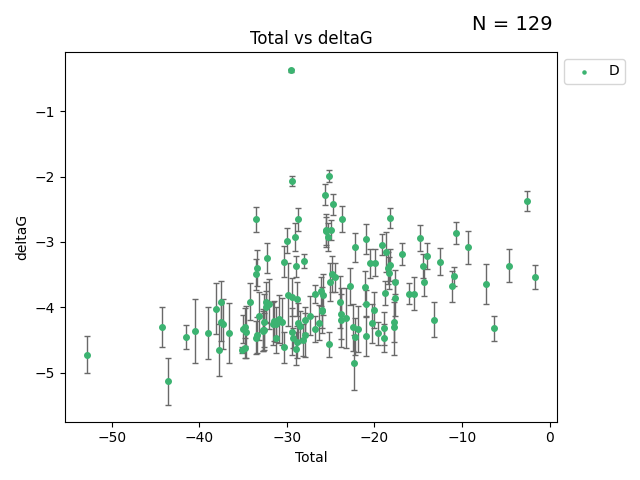 N = 129
Total vs deltaG
D
−1
−2
−3
−4
−5
deltaG
−50 −40 −30 −20 −10 0
Total